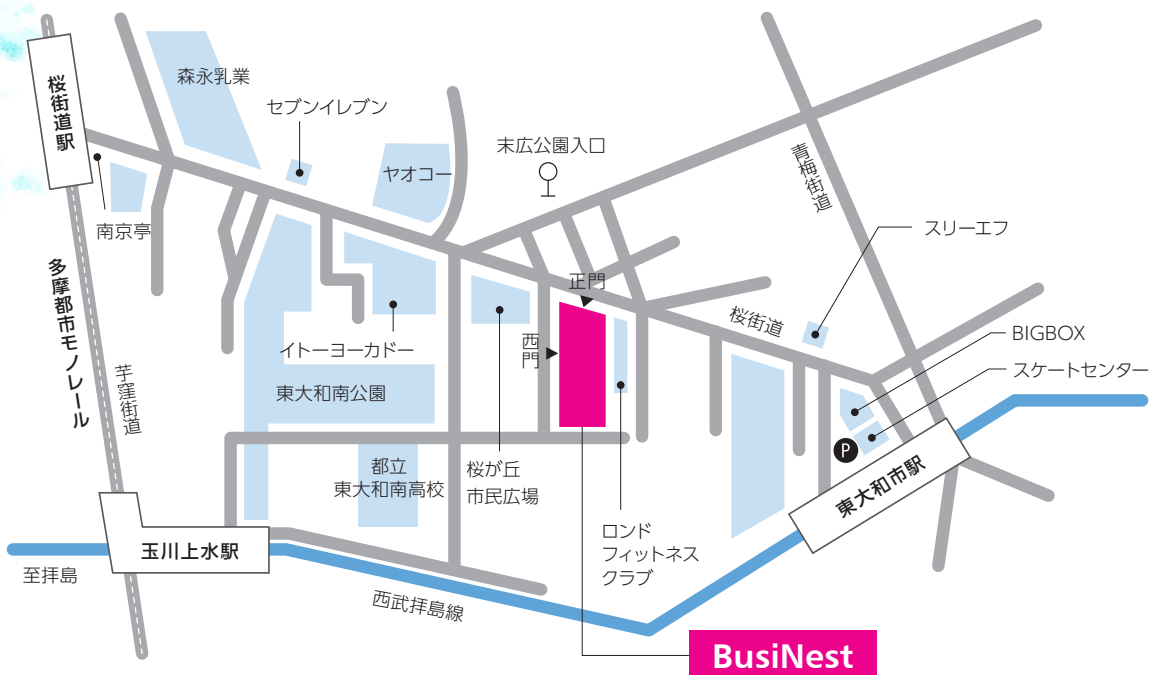 桜街道駅
森永乳業
セブンイレブン
ヤオコー
末広公園入口
青梅街道
南京亭
スリーエフ
多摩都市モノレール
芋窪街道
正門
西門
桜街道
BIGBOX
スケートセンター
イトーヨーカドー
東大和南公園
P
都立
東大和南高校
桜が丘
市民広場
東大和市駅
ロンド
フィットネス
クラブ
玉川上水駅
至拝島
西武拝島線
BusiNest